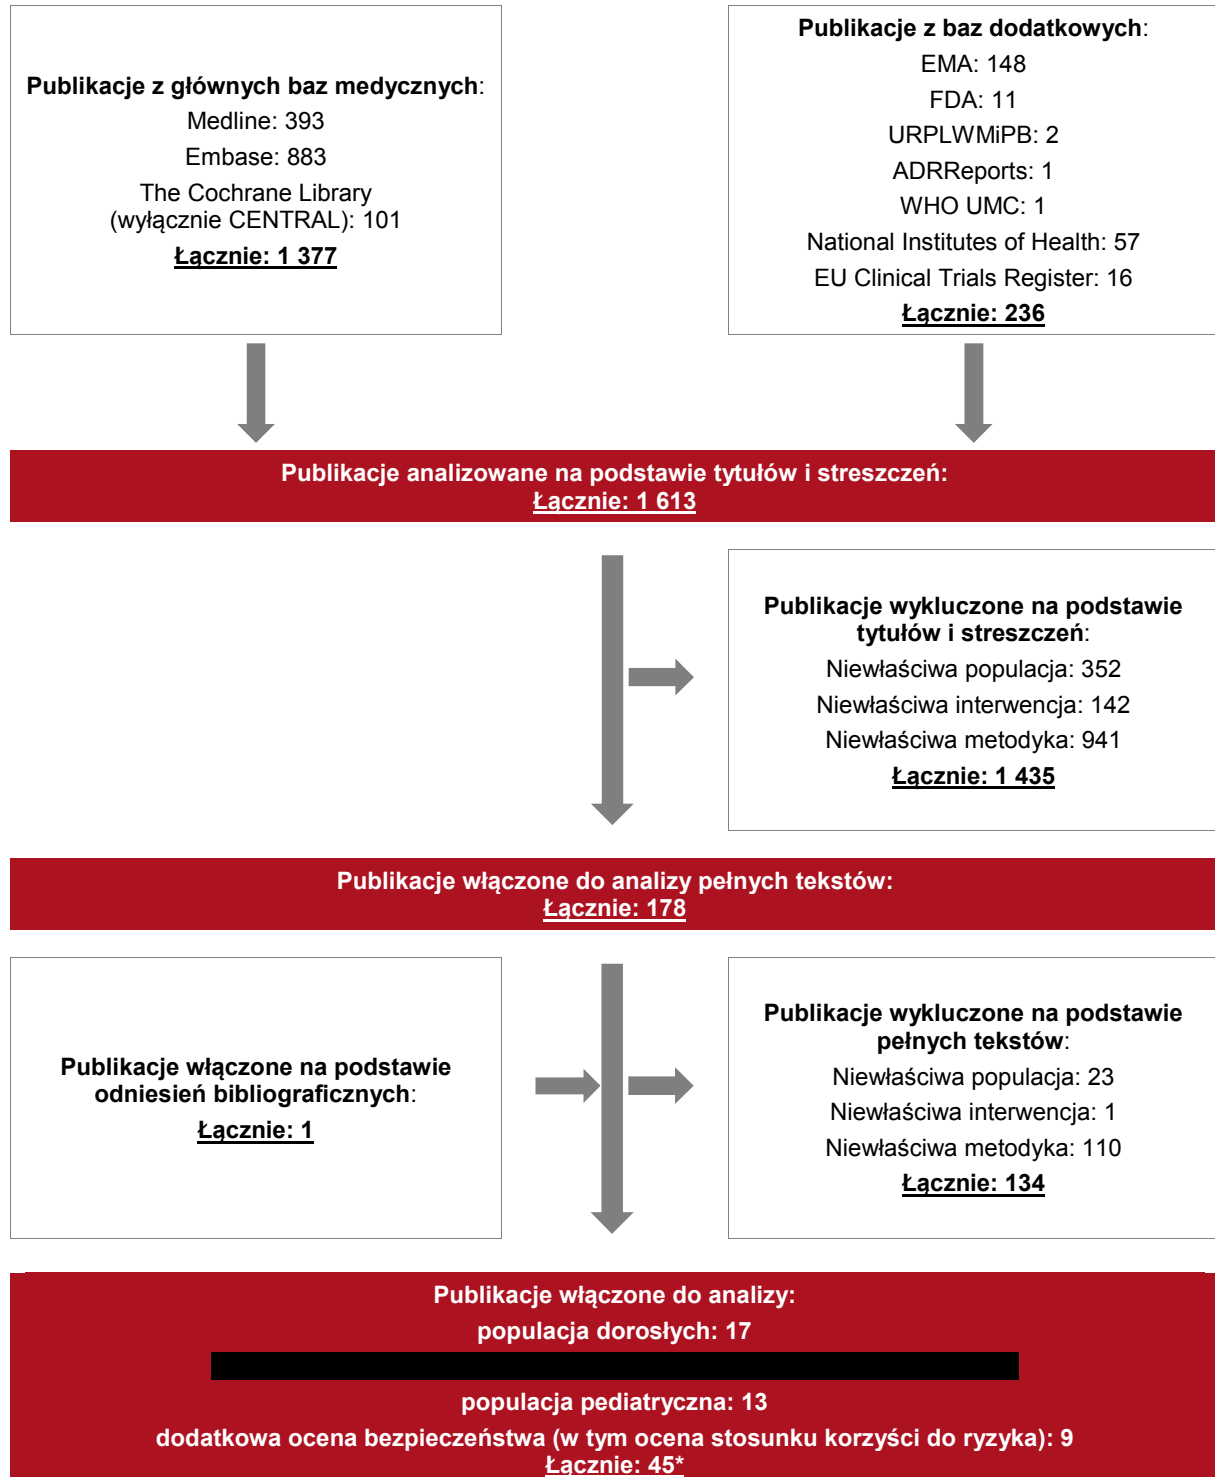 Publikacje z głównych baz medycznych:
Medline: 393
Embase: 883
The Cochrane Library
(wyłącznie CENTRAL): 101
Łącznie: 1 377
Publikacje z baz dodatkowych:
EMA: 148
FDA: 11
URPLWMiPB: 2
ADRReports: 1
WHO UMC: 1
National Institutes of Health: 57
EU Clinical Trials Register: 16
Łącznie: 236
Publikacje analizowane na podstawie tytułów i streszczeń:
Łącznie: 1 613
Publikacje wykluczone na podstawie
tytułów i streszczeń:
Niewłaściwa populacja: 352
Niewłaściwa interwencja: 142
Niewłaściwa metodyka: 941
Łącznie: 1 435
Publikacje włączone do analizy pełnych tekstów:
Łącznie: 178
Publikacje włączone na podstawie
odniesień bibliograficznych:
Łącznie: 1
Publikacje wykluczone na podstawie
pełnych tekstów:
Niewłaściwa populacja: 23
Niewłaściwa interwencja: 1
Niewłaściwa metodyka: 110
Łącznie: 134
Publikacje włączone do analizy:
populacja dorosłych: 17
populacja pediatryczna: 13
dodatkowa ocena bezpieczeństwa (w tym ocena stosunku korzyści do ryzyka): 9
Łącznie: 45*